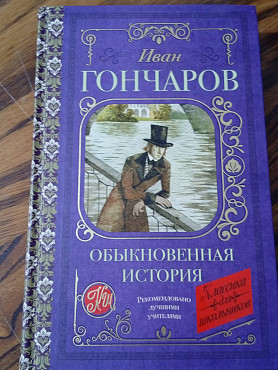 Иван
ГОНЧАРОВ
ОБЫКНОВЕННАЯ
ИСТОРИЯ
РЕКОМЕНДОВАНО
ЛУЧШИМИ
УЧИТЕЛЯМИ
Классика
для
школьников